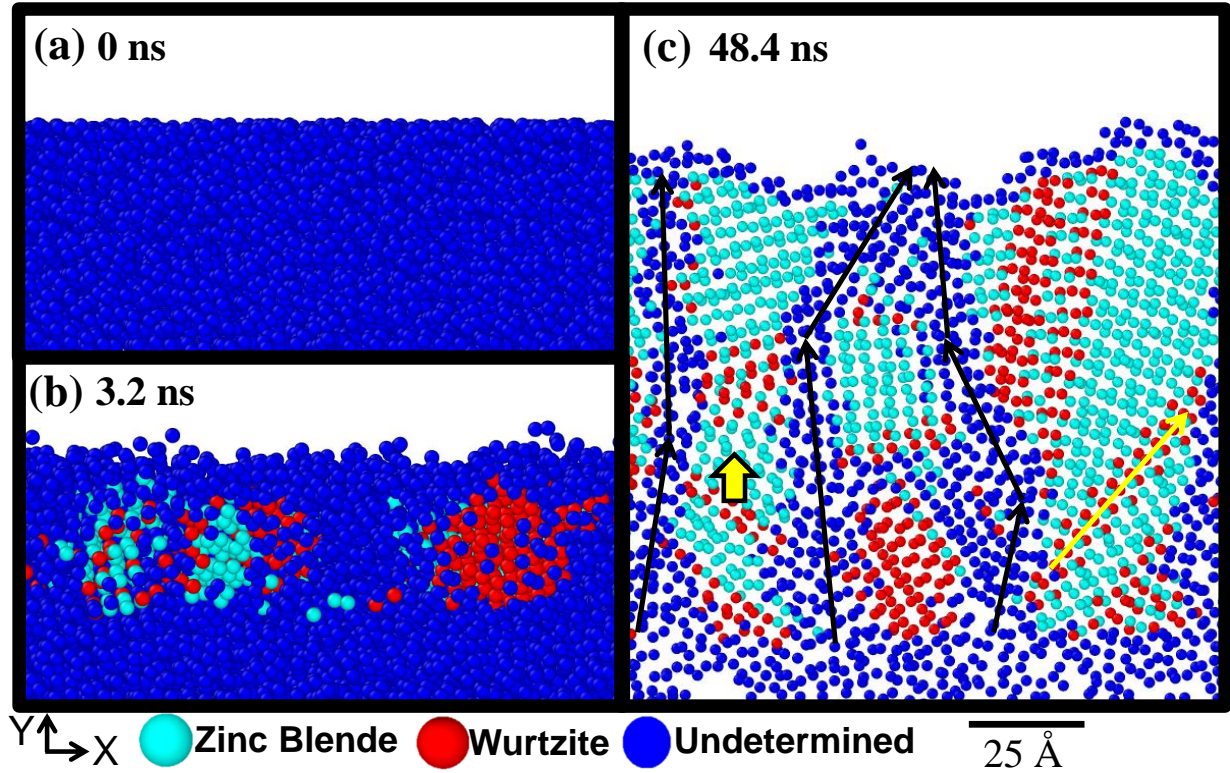 (a) 0 ns
(c) 48.4 ns
(b) 3.2 ns
Y X Zinc Blende Wurtzite Undetermined 25 Å